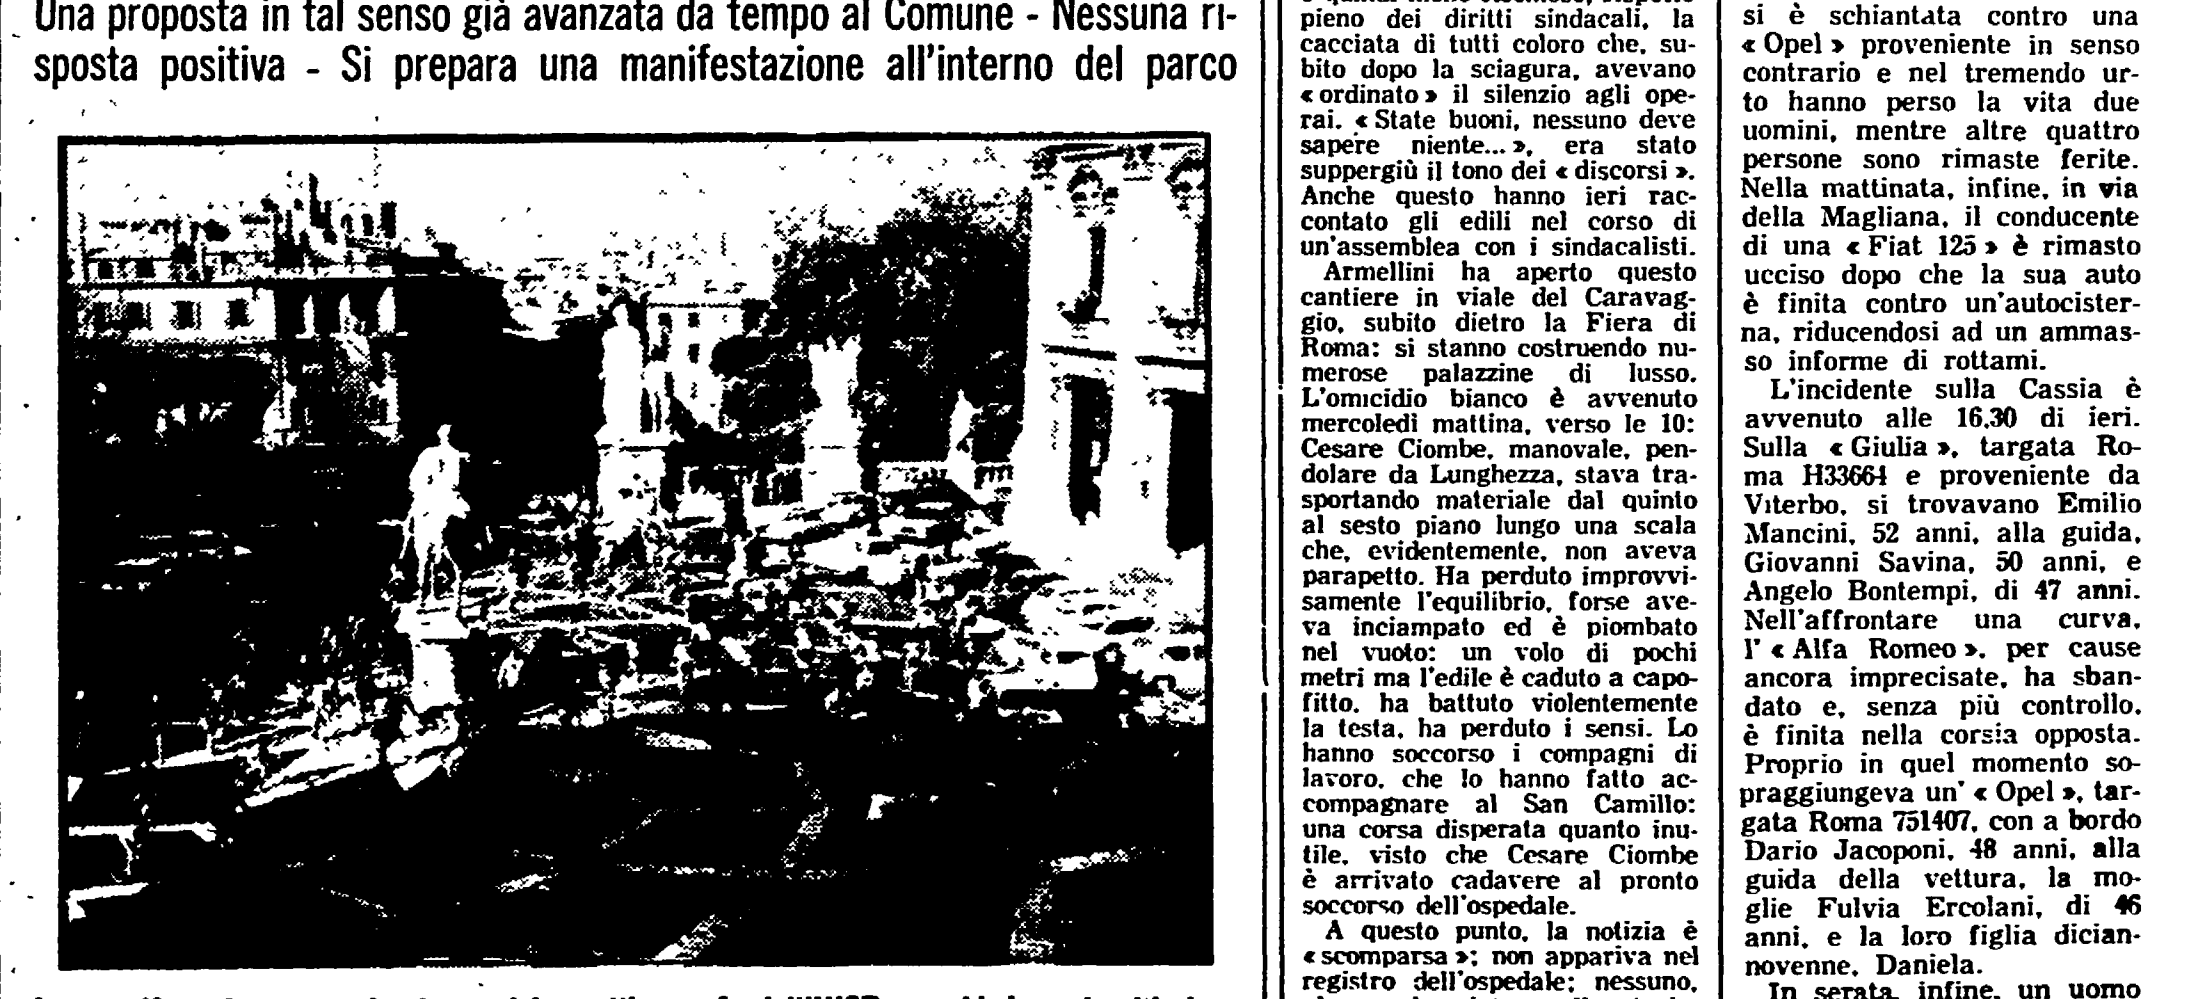 Una proposta in tal senso già avanzata da tempo al Comune - Nessuna ri-
sposta positiva - Si prepara una manifestazione all'interno del parco
pieno dei diritti sindacali, la
cacciata di tutti coloro che, su-
bito dopo la sciagura, avevano
« ordinato » il silenzio agli ope-
rai. « State buoni, nessuno deve
sapere niente... », era stato
suppergiù il tono dei « discorsi ».
Anche questo hanno ieri rac-
contato gli edili nel corso di
un'assemblea con i sindacalisti.
Armellini ha aperto questo
cantiere in viale del Caravag-
gio, subito dietro la Fiera di
Roma: si stanno costruendo nu-
merose palazzine di lusso.
L'omicidio bianco è avvenuto
mercoledì mattina, verso le 10:
Cesare Ciombe, manovale, pen-
dolare da Lunghezza, stava tra-
sportando materiale dal quinto
al sesto piano lungo una scala
che, evidentemente, non aveva
parapetto. Ha perduto improvvi-
samente l'equilibrio, forse ave-
va inciampato ed è piombato
nel vuoto: un volo di pochi
metri ma l'edile è caduto a capo-
fitto, ha battuto violentemente
la testa, ha perduto i sensi. Lo
hanno soccorso i compagni di
lavoro, che lo hanno fatto ac-
compagnare al San Camillo:
una corsa disperata quanto inu-
tile, visto che Cesare Ciombe
è arrivato cadavere al pronto
soccorso dell'ospedale.
A questo punto, la notizia è
« scomparsa »; non appariva nel
registro dell'ospedale; nessuno,
si è schiantata contro una
« Opel » proveniente in senso
contrario e nel tremendo ur-
to hanno perso la vita due
uomini, mentre altre quattro
persone sono rimaste ferite.
Nella mattinata, infine, in via
della Magliana, il conducente
di una « Fiat 125 » è rimasto
ucciso dopo che la sua auto
è finita contro un'autocister-
na, riducendosi ad un ammas-
so informe di rottami.
L'incidente sulla Cassia è
avvenuto alle 16,30 di ieri.
Sulla « Giulia », targata Ro-
ma H33664 e proveniente da
Viterbo, si trovavano Emilio
Mancini, 52 anni, alla guida,
Giovanni Savina, 50 anni, e
Angelo Bontempi, di 47 anni.
Nell'affrontare una curva,
l' « Alfa Romeo », per cause
ancora imprecisate, ha sban-
dato e, senza più controllo,
è finita nella corsia opposta.
Proprio in quel momento so-
praggiungeva un' « Opel », tar-
gata Roma 751407, con a bordo
Dario Jacoponi, 48 anni, alla
guida della vettura, la mo-
glie Fulvia Ercolani, di 46
anni, e la loro figlia dician-
novenne, Daniela.
In serata, infine, un uomo